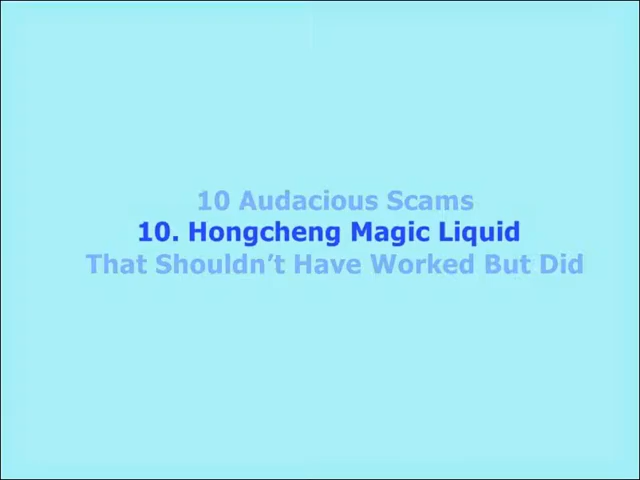 10 Audacious Scams
10. Hongcheng Magic Liquid
That Shouldn’t Have Worked But Did